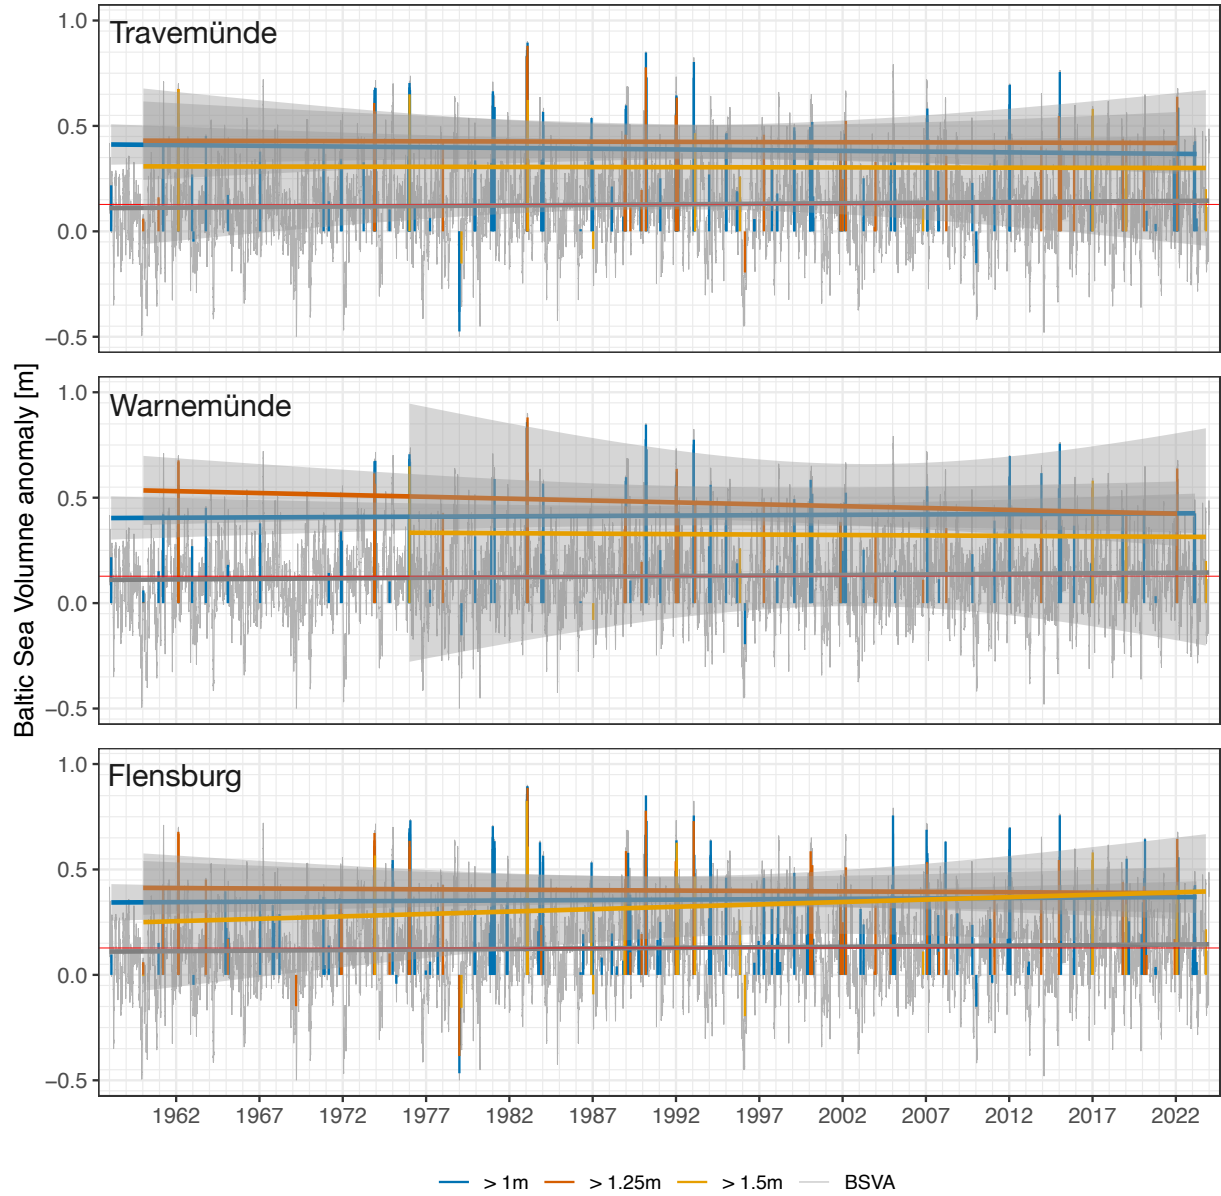 Baltic Sea Volumne anomaly [m]
Travemünde
1.0
0.5
0.0
−0.5
Warnemünde
1.0
0.5
0.0
−0.5
Flensburg
1.0
0.5
0.0
−0.5
1962 1967 1972 1977 1982 1987 1992 1997 2002 2007 2012 2017 2022
> 1m > 1.25m > 1.5m BSVA